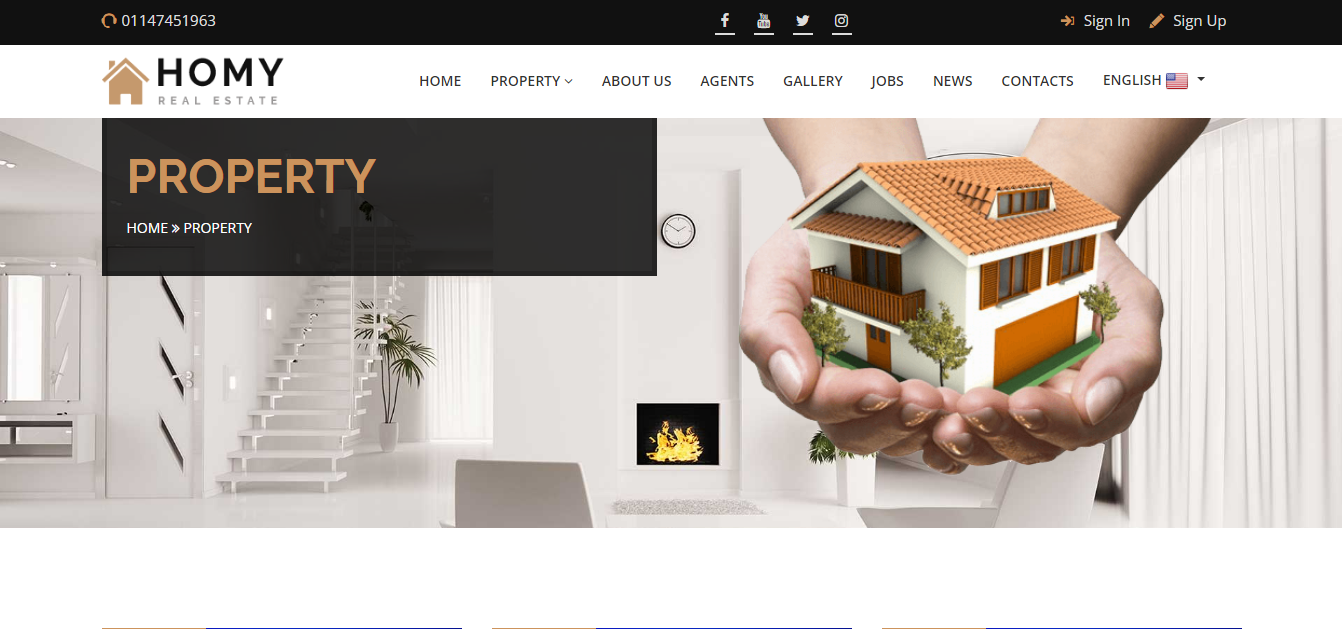 01147451963
Sign In
Sign Up
HOMY
REAL ESTATE
HOME
PROPERTY
ABOUT US
AGENTS
GALLERY
JOBS
NEWS
CONTACTS
ENGLISH
PROPERTY
HOME » PROPERTY